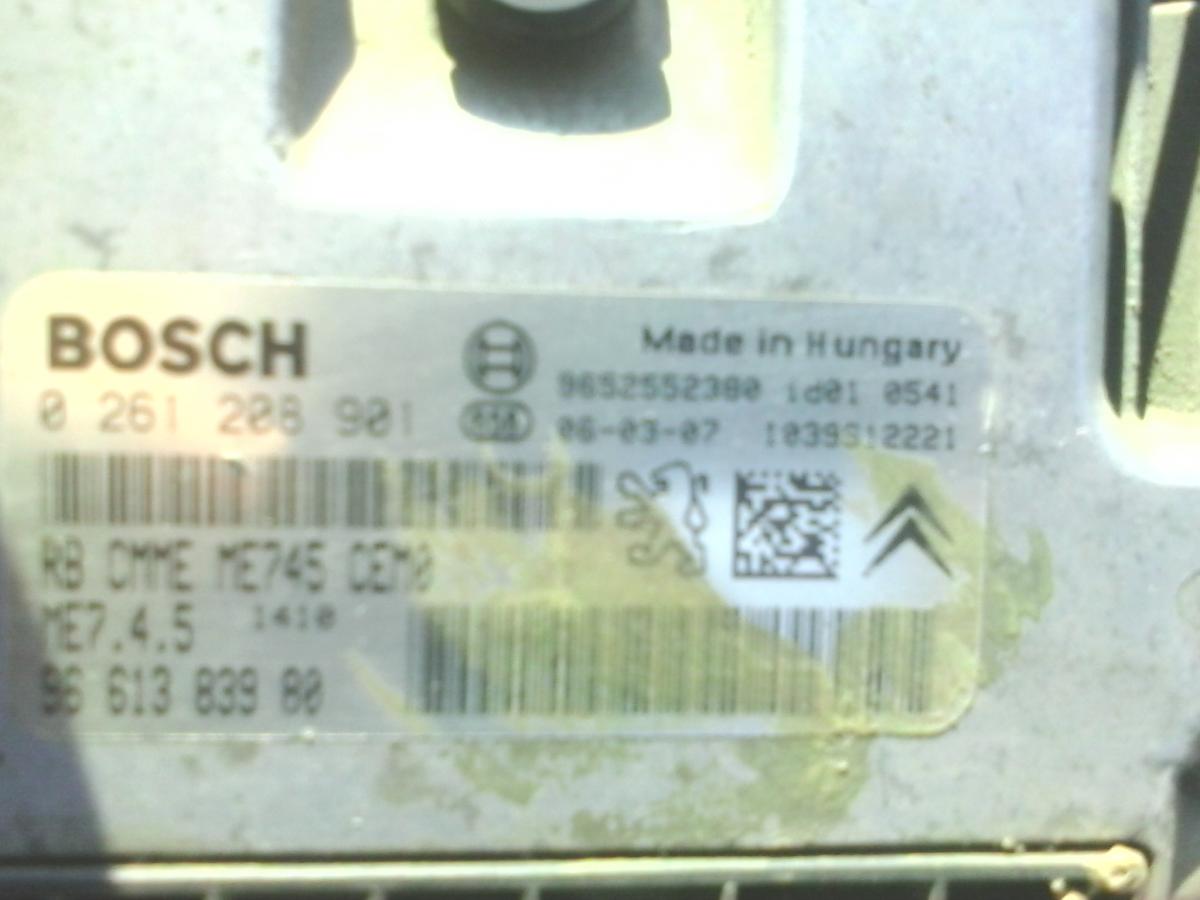 BOSCH
Made in Hungary
9652552380 id01 0541
0 261 208 901
06-03-07 1039S12221
RB CMME ME745 CEM0
ME7.4.5 1410
96 613 839 80